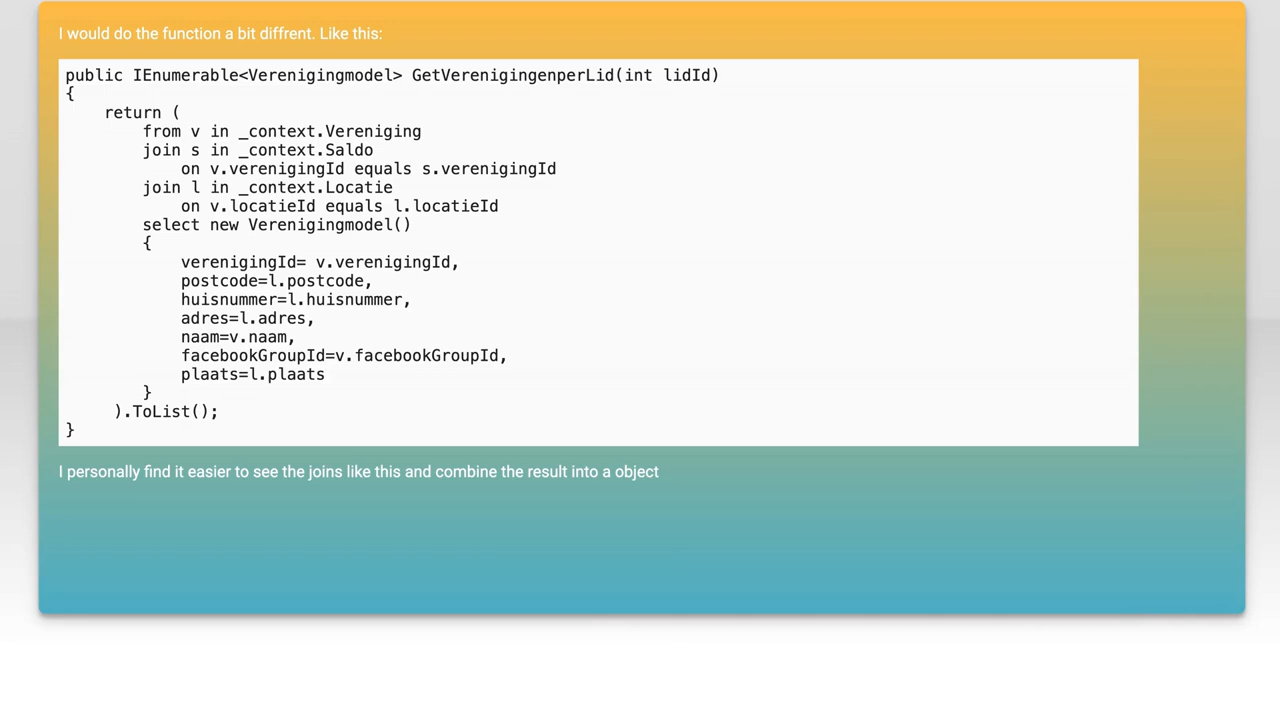 I would do the function a bit diffrent. Like this:
public IEnumerable<Verenigingmodel> GetVerenigingenperLid(int lidId)
{
    return (
        from v in _context.Vereniging
        join s in _context.Saldo
            on v.verenigingId equals s.verenigingId
        join l in _context.Locatie
            on v.locatieId equals l.locatieId
        select new Verenigingmodel()
        {
            verenigingId= v.verenigingId,
            postcode=l.postcode,
            huisnummer=l.huisnummer,
            adres=l.adres,
            naam=v.naam,
            facebookGroupId=v.facebookGroupId,
            plaats=l.plaats
        }
     ).ToList();
}
I personally find it easier to see the joins like this and combine the result into a object